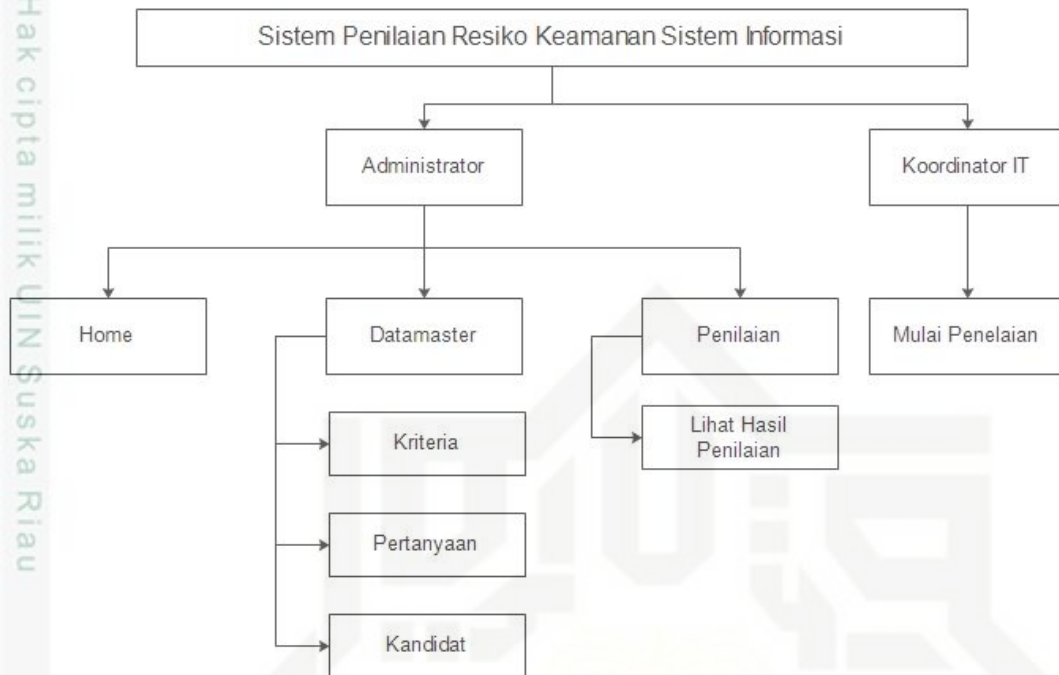 Hak cipta milik UIN Suska Riau
Sistem Penilaian Resiko Keamanan Sistem Informasi
Administrator
Koordinator IT
Home
Datamaster
Penilaian
Mulai Penelaian
Kriteria
Lihat Hasil
Penilaian
Pertanyaan
Kandidat